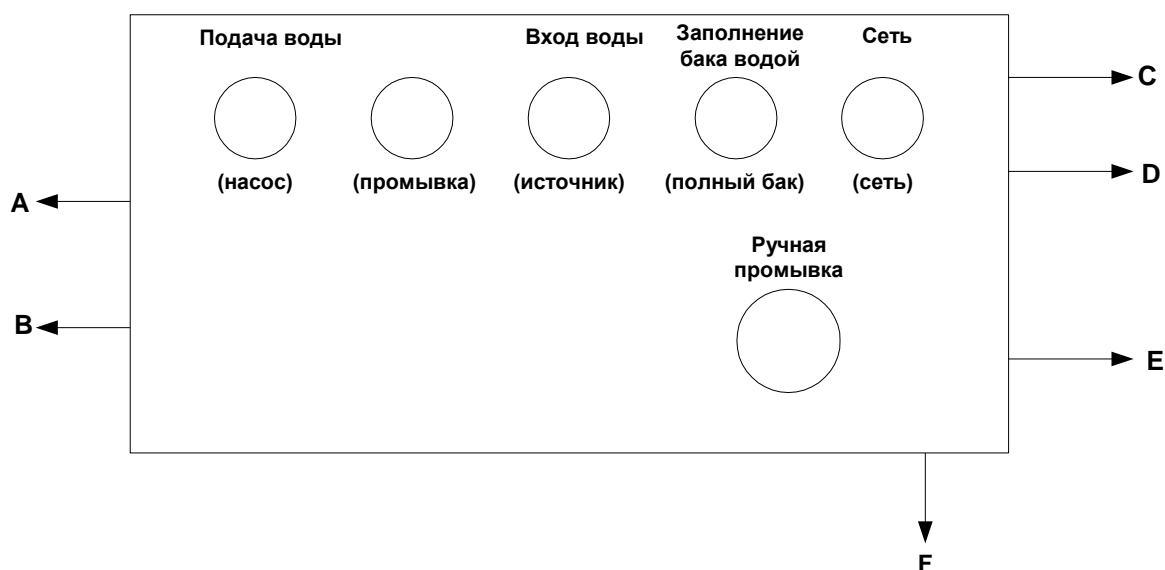 Подача воды
Вход воды
Заполнение
бака водой
Сеть
(насос)
(промывка)
(источник)
(полный бак)
(сеть)
Ручная
промывка
A
B
C
D
E
F